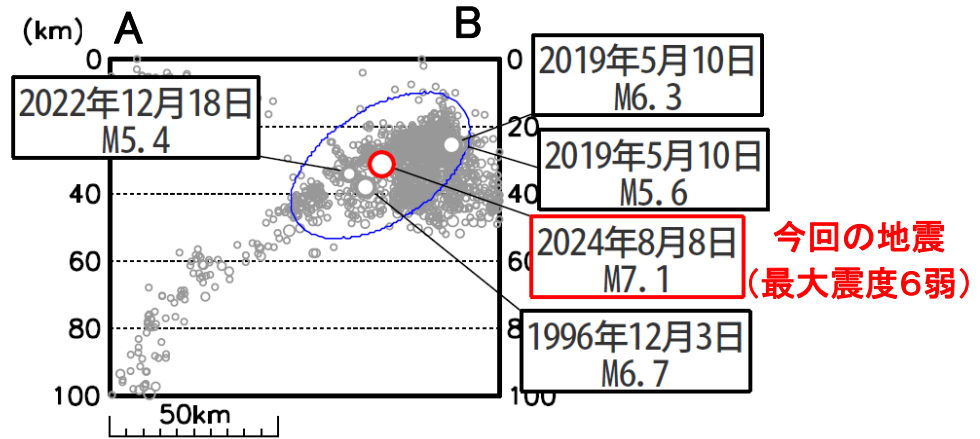 (km)
A
B
0
20
40
60
80
100
0
20
40
60
80
100
2022年12月18日
M5.4
2019年5月10日
M6.3
2019年5月10日
M5.6
2024年8月8日
M7.1
今回の地震
(最大震度6弱)
1996年12月3日
M6.7
50km